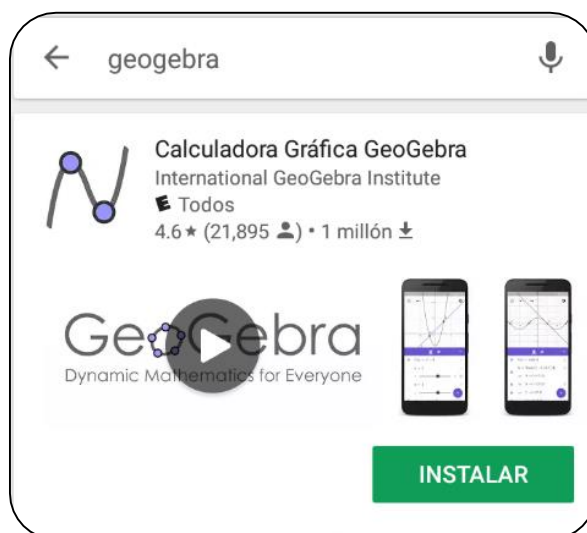 geogebra
Calculadora Gráfica GeoGebra
International GeoGebra Institute
E Todos
4.6★ (21,895) • 1 millón
GeoGebra
Dynamic Mathematics for Everyone
INSTALAR